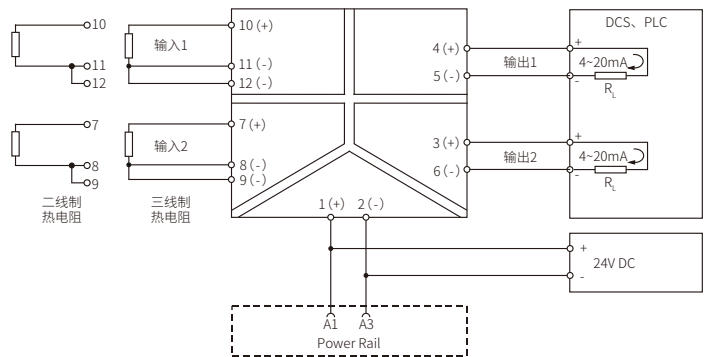 10
11
12
7
8
9
二线制
热电阻
输入1
输入2
三线制
热电阻
10 (+)
11 (-)
12 (-)
7 (+)
8 (-)
9 (-)
4 (+)
5 (-)
3 (+)
6 (-)
1 (+) 2 (-)
输出1
输出2
DCS、PLC
+
4~20mA
-
RL
+
4~20mA
-
RL
+
24V DC
-
A1 A3
Power Rail